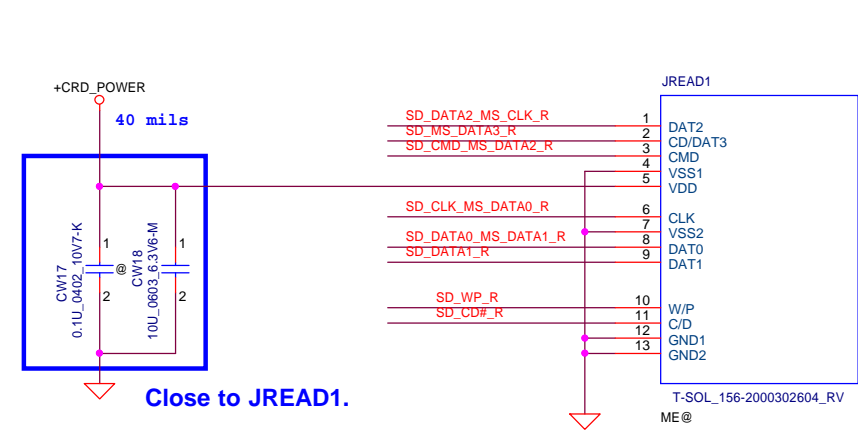 +CRD_POWER
40 mils
CW17
0.1U_0402_10V7-K
1
@
2
CW18
10U_0603_6.3V6-M
1
2
Close to JREAD1.
JREAD1
SD_DATA2_MS_CLK_R 1 DAT2
SD_MS_DATA3_R 2 CD/DAT3
SD_CMD_MS_DATA2_R 3 CMD
4 VSS1
5 VDD
SD_CLK_MS_DATA0_R 6 CLK
7 VSS2
SD_DATA0_MS_DATA1_R 8 DAT0
SD_DATA1_R 9 DAT1
SD_WP_R 10 W/P
SD_CD#_R 11 C/D
12 GND1
13 GND2
T-SOL_156-2000302604_RV
ME@